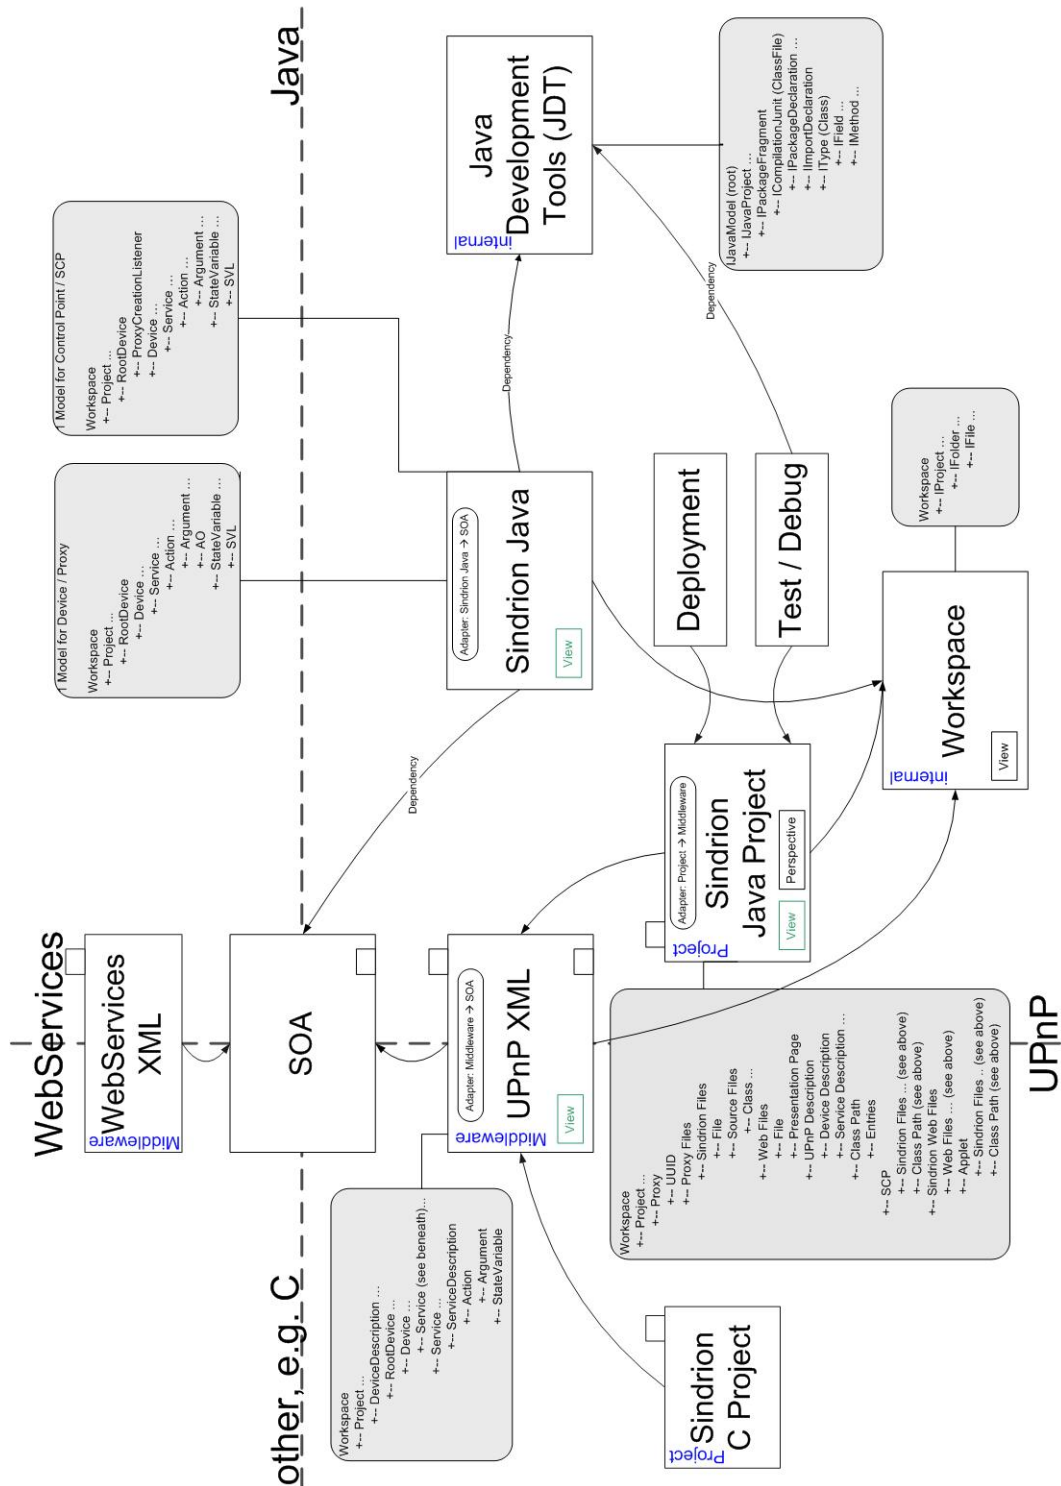 WebServices
Middleware
WebServices
XML
1 Model for Device / Proxy
Workspace
+-- Project …
+-- RootDevice
+-- Device …
+-- Service …
+-- Action …
+-- Argument …
+-- AO
+-- StateVariable …
+-- SVL
1 Model for Control Point / SCP
Workspace
+-- Project ...
+-- RootDevice
+-- ProxyCreationListener
+-- Device …
+-- Service …
+-- Action …
+-- Argument …
+-- StateVariable …
+-- SVL
other, e.g. C
SOA
Java
Workspace
+-- Project …
+-- DeviceDescription …
+-- RootDevice …
+-- Device …
+-- Service (see beneath)...
+-- Service …
+-- ServiceDescription
+-- Action
+-- Argument
+-- StateVariable
Dependency
Middleware
Adapter: Middleware → SOA
UPnP XML
View
Adapter: Sindrion Java → SOA
Sindrion Java
View
Dependency
internal
Java
Development
Tools (JDT)
Project
Sindrion
C Project
Workspace
+-- Project …
+-- Proxy
+-- UUID
+-- Proxy Files
+-- Sindrion Files
+-- File
+-- Source Files
+-- Class …
+-- Web Files
+-- File
+-- Presentation Page
+-- UPnP Description
+-- Device Description
+-- Service Description …
+-- Class Path
+-- Entries
+-- SCP
+-- Sindrion Files … (see above)
+-- Class Path (see above)
+-- Sindrion Web Files
+-- Web Files … (see above)
+-- Applet
+-- Sindrion Files .. (see above)
+-- Class Path (see above)
Project
Adapter: Project → Middleware
Sindrion
Java Project
View
Perspective
Deployment
Test / Debug
Dependency
IJavaModel (root)
+-- IJavaProject …
+-- IPackageFragment
+-- ICompilationJunit (ClassFile)
+-- IPackageDeclaration …
+-- IImportDeclaration
+-- IType (Class)
+-- IField …
+-- IMethod …
internal
Workspace
View
Workspace
+-- IProject …
+-- IFolder ...
+-- IFile …
UPnP